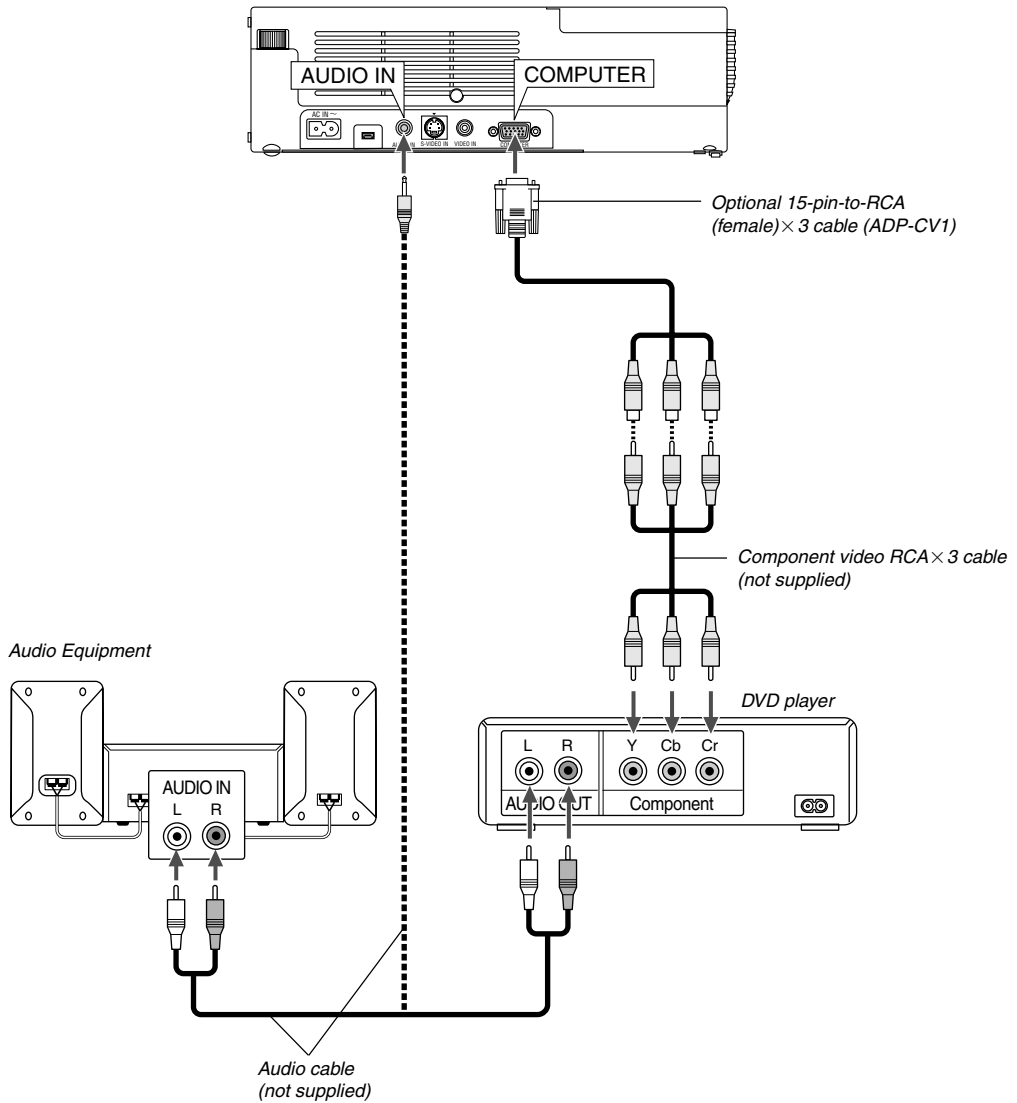 AUDIO IN
COMPUTER
AC IN
S-VIDEO IN
VIDEO IN
Optional 15-pin-to-RCA
(female)×3 cable (ADP-CV1)
Component video RCA×3 cable
(not supplied)
Audio Equipment
DVD player
L R Y Cb Cr
AUDIO OUT Component
AUDIO IN
L R
Audio cable
(not supplied)